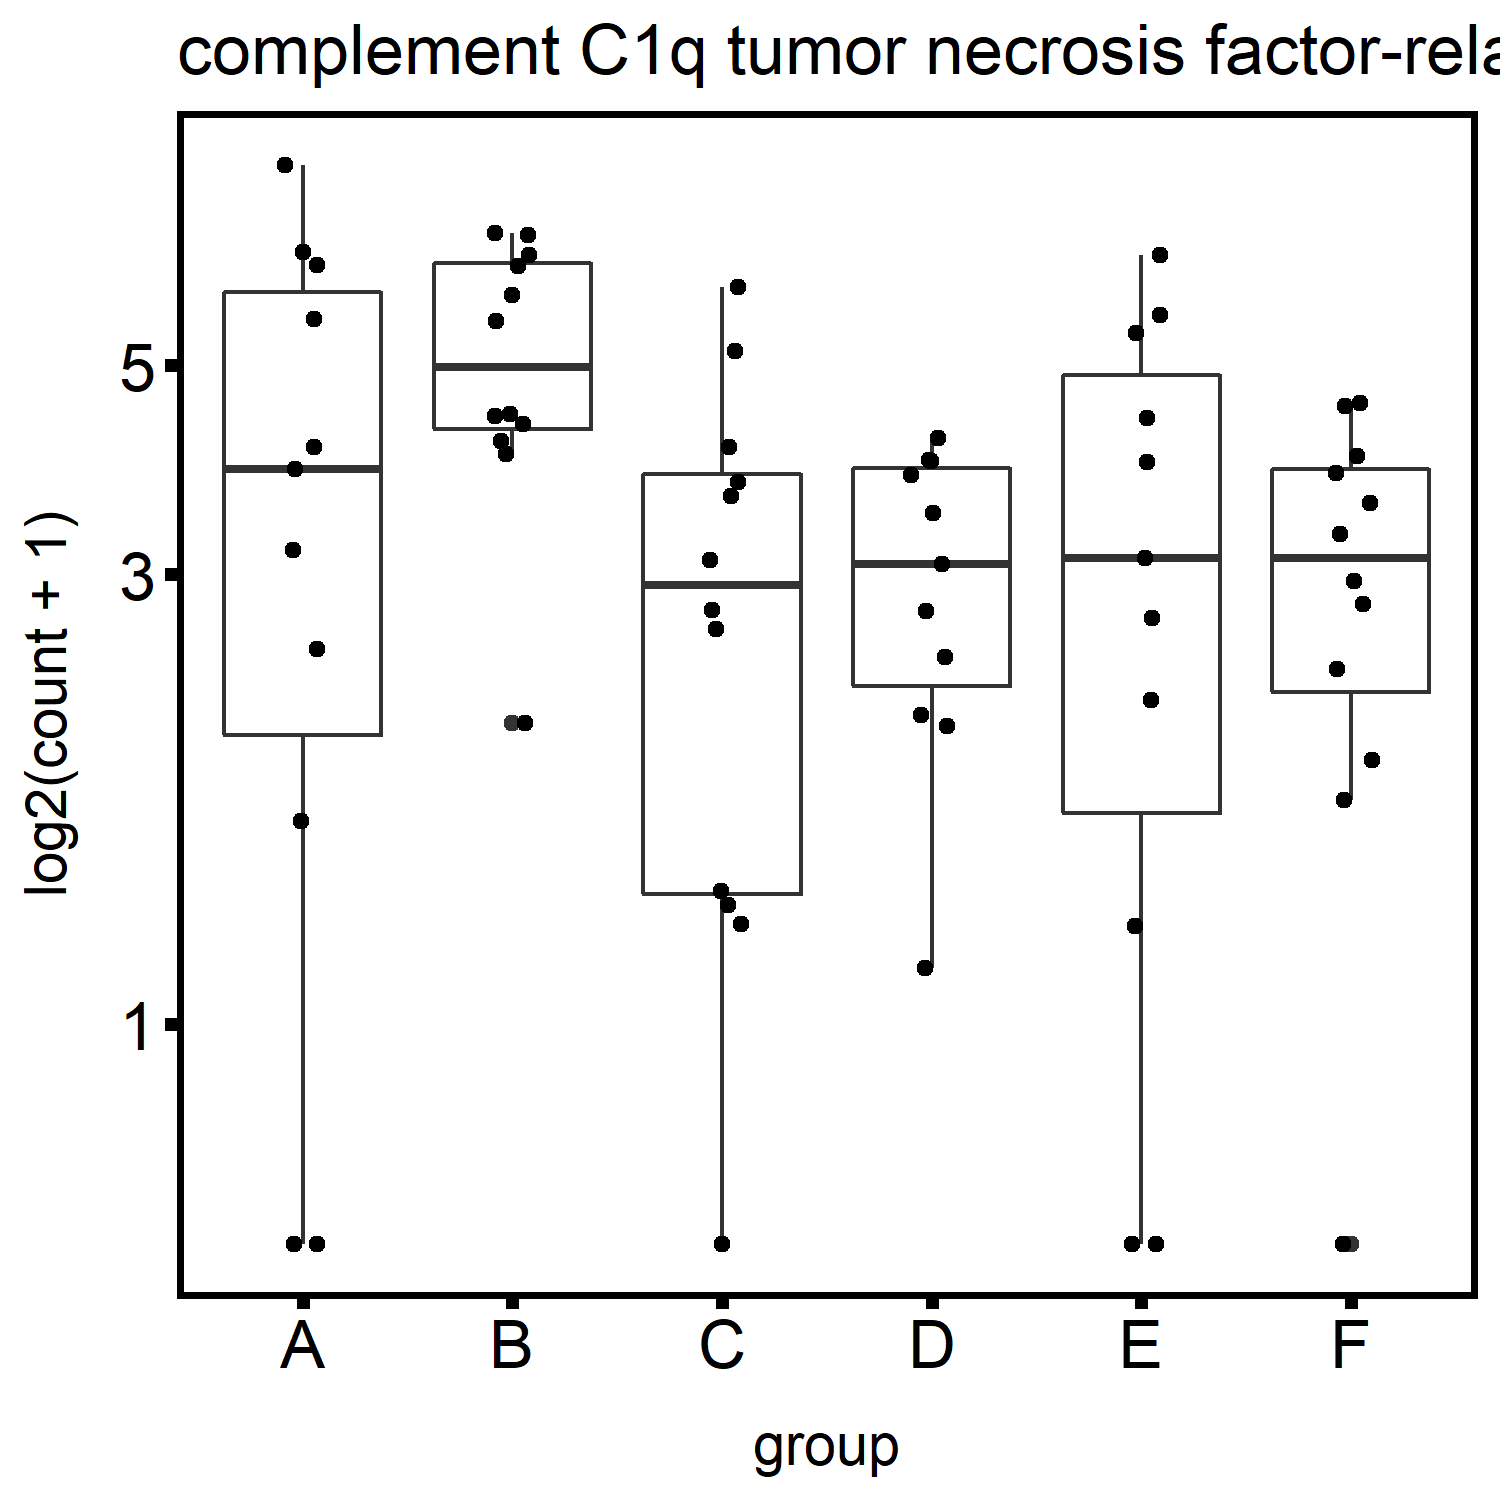 complement C1q tumor necrosis factor-rela
5
3
1
log2(count + 1)
A B C D E F
group